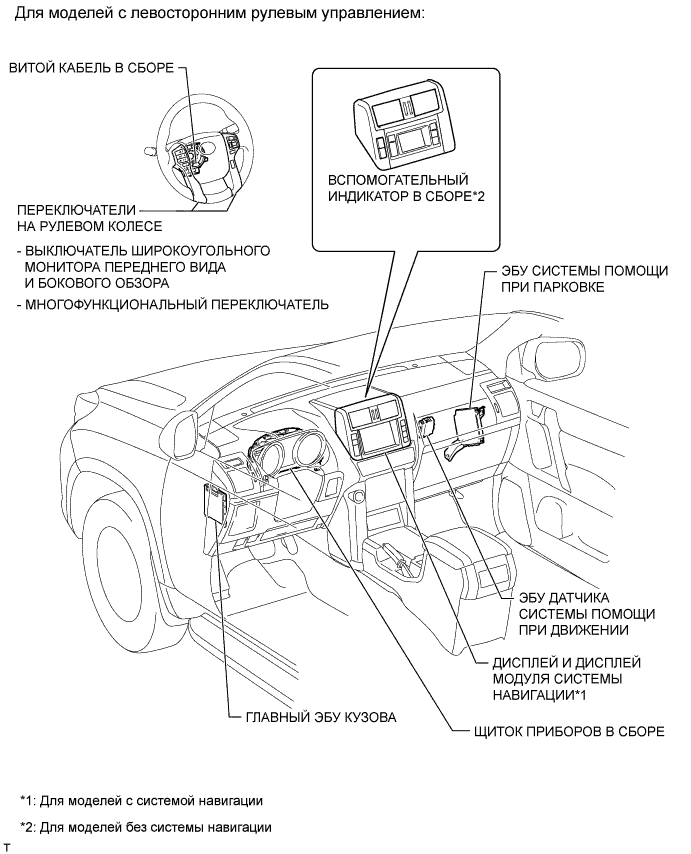 Для моделей с левосторонним рулевым управлением:
ВИТОЙ КАБЕЛЬ В СБОРЕ
ВСПОМОГАТЕЛЬНЫЙ
ИНДИКАТОР В СБОРЕ*2
ПЕРЕКЛЮЧАТЕЛИ
НА РУЛЕВОМ КОЛЕСЕ
- ВЫКЛЮЧАТЕЛЬ ШИРОКОУГОЛЬНОГО
МОНИТОРА ПЕРЕДНЕГО ВИДА
И БОКОВОГО ОБЗОРА
- МНОГОФУНКЦИОНАЛЬНЫЙ ПЕРЕКЛЮЧАТЕЛЬ
ЭБУ СИСТЕМЫ ПОМОЩИ
ПРИ ПАРКОВКЕ
ЭБУ ДАТЧИКА
СИСТЕМЫ ПОМОЩИ
ПРИ ДВИЖЕНИИ
ДИСПЛЕЙ И ДИСПЛЕЙ
МОДУЛЯ СИСТЕМЫ
НАВИГАЦИИ*1
ГЛАВНЫЙ ЭБУ КУЗОВА
ЩИТОК ПРИБОРОВ В СБОРЕ
*1: Для моделей с системой навигации
*2: Для моделей без системы навигации
T